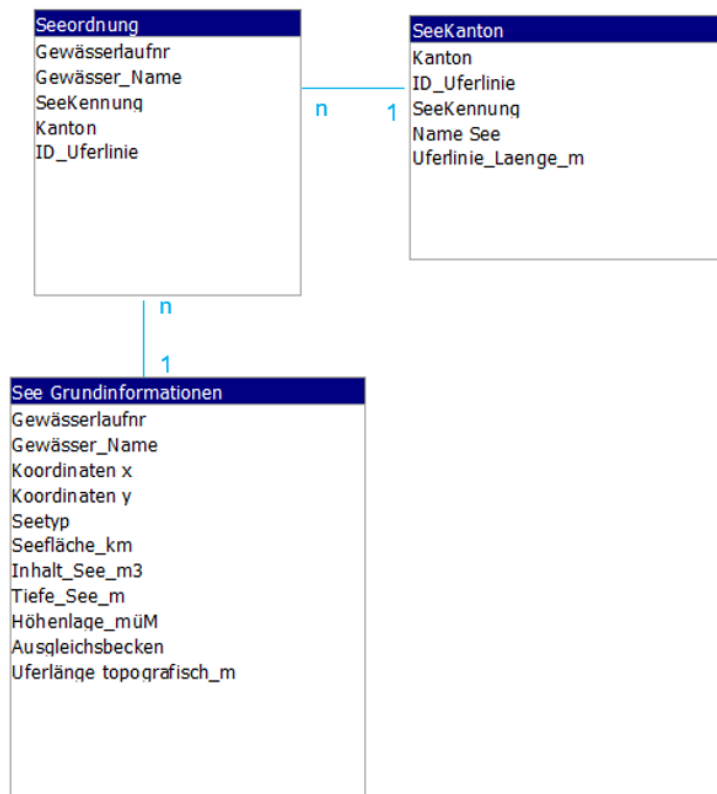 Seeordnung
Gewässerlaufnr
Gewässer_Name
SeeKennung
Kanton
ID_Uferlinie
n
1
SeeKanton
Kanton
ID_Uferlinie
SeeKennung
Name See
Uferlinie_Laenge_m
n
1
See Grundinformationen
Gewässerlaufnr
Gewässer_Name
Koordinaten x
Koordinaten y
Seetyp
Seefläche_km
Inhalt_See_m3
Tiefe_See_m
Höhenlage_müM
Ausgleichsbecken
Uferlänge topografisch_m